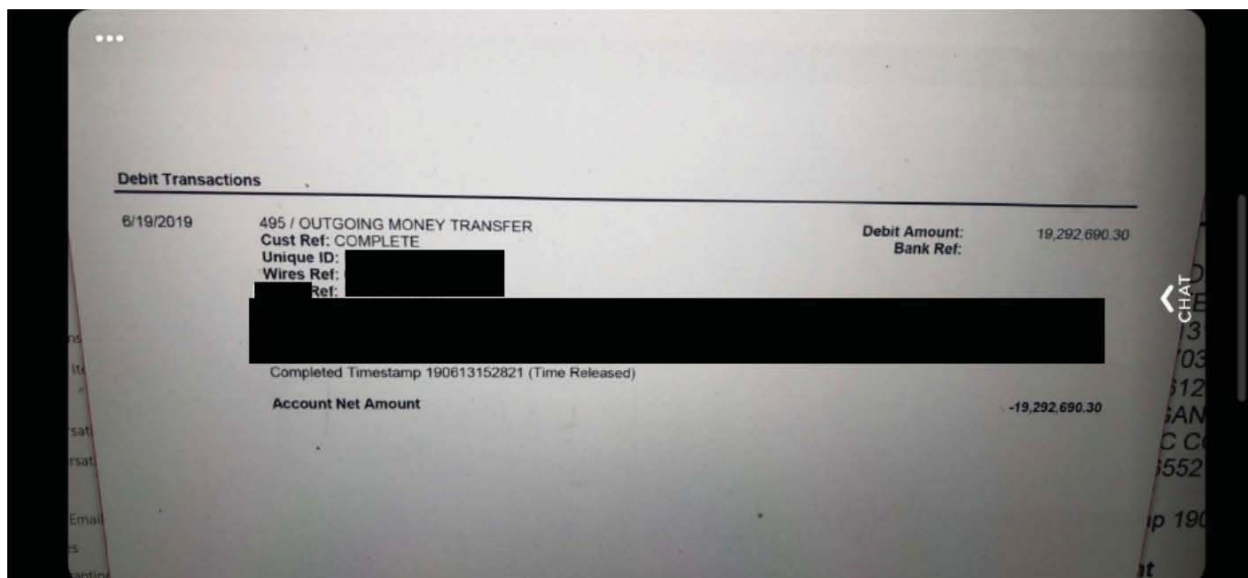 Debit Transactions
6/19/2019 495 / OUTGOING MONEY TRANSFER Debit Amount: 19,292,690.30
Cust Ref: COMPLETE Bank Ref:
Unique ID:
Wires Ref:
Ref:
Completed Timestamp 190613152821 (Time Released)
Account Net Amount -19,292,690.30
CHAT
Email